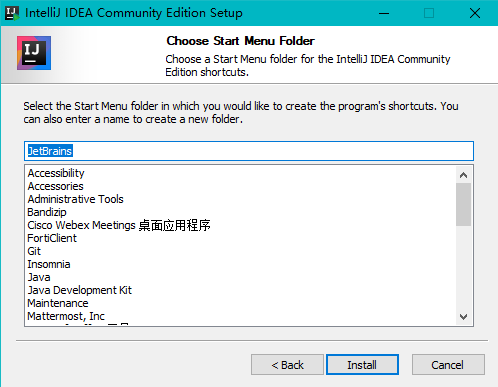 IntelliJ IDEA Community Edition Setup
IJ
Choose Start Menu Folder
Choose a Start Menu folder for the IntelliJ IDEA Community
Edition shortcuts.
Select the Start Menu folder in which you would like to create the program's shortcuts. You
can also enter a name to create a new folder.
JetBrains
Accessibility
Accessories
Administrative Tools
Bandizip
Cisco Webex Meetings 桌面应用程序
FortiClient
Git
Insomnia
Java
Java Development Kit
Maintenance
Mattermost, Inc
< Back
Install
Cancel